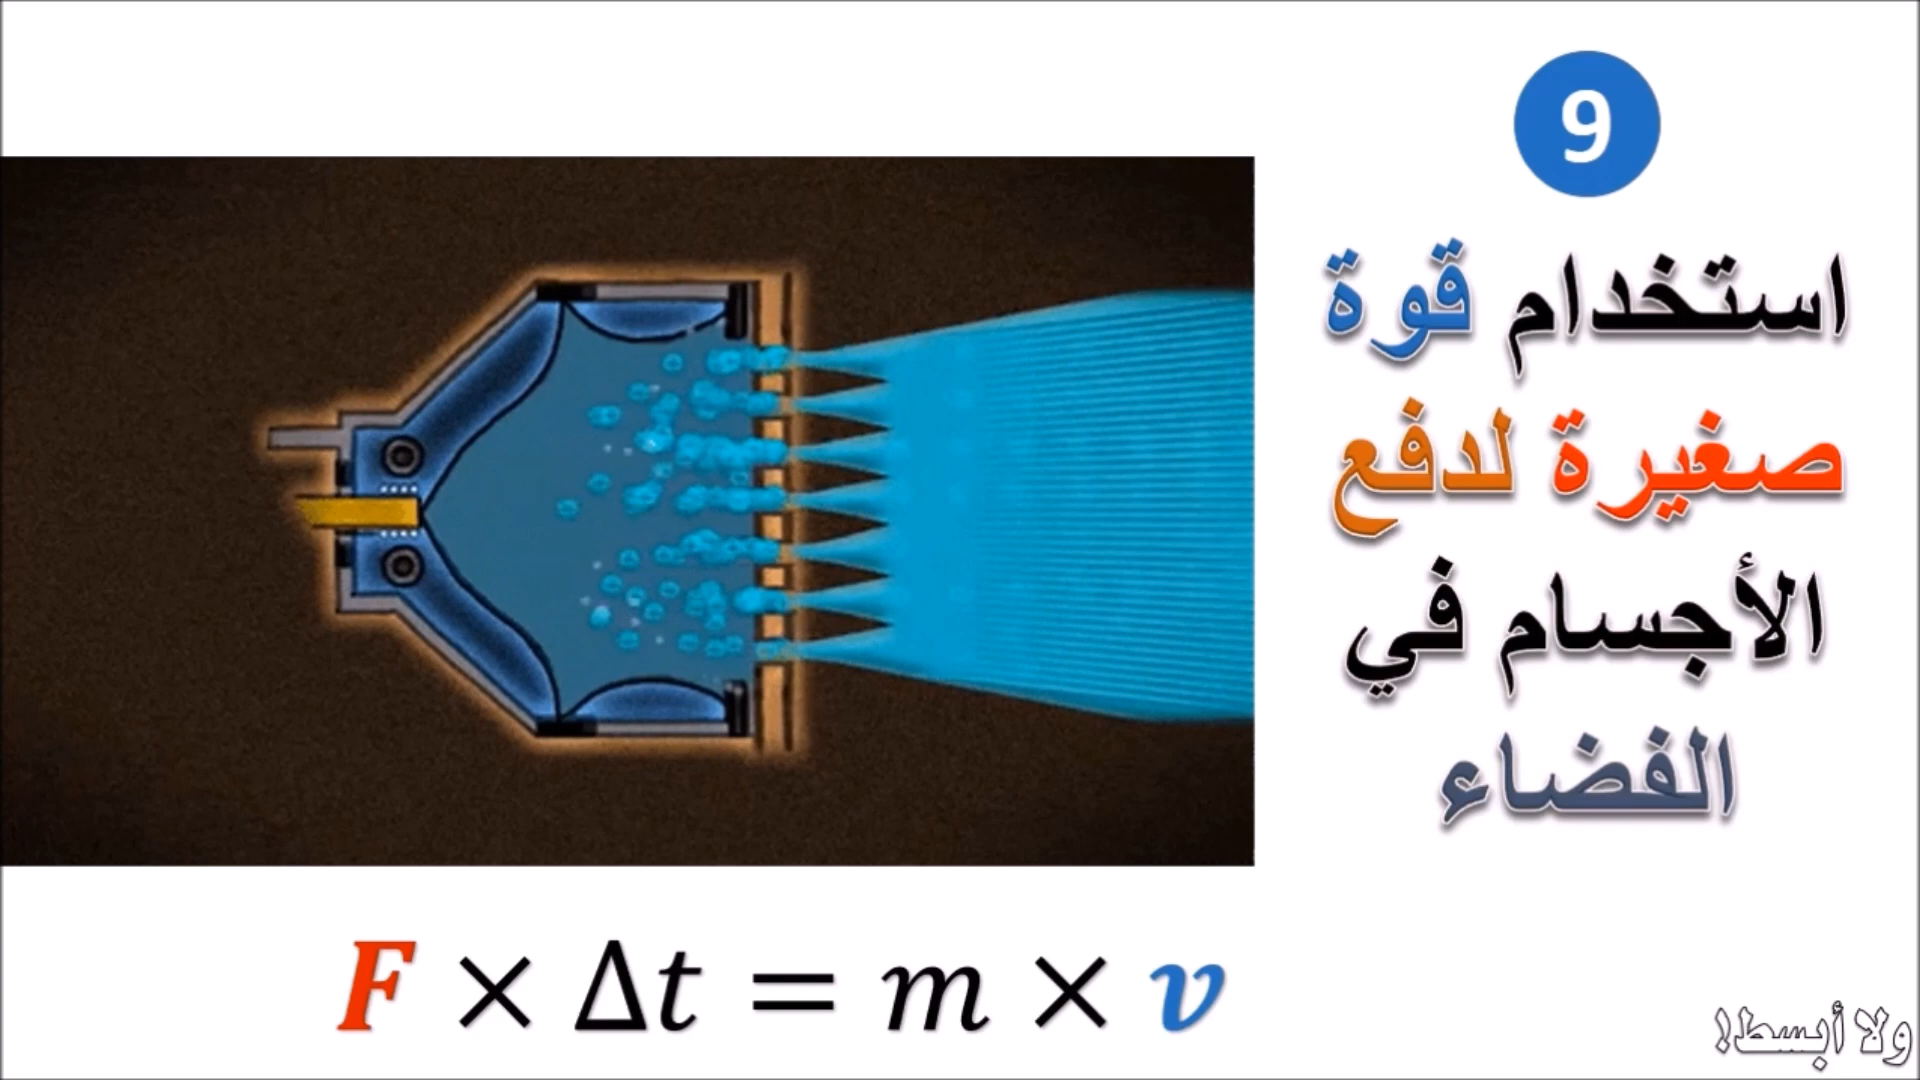 9
استخدام قوة
صغيرة لدفع
الأجسام في
الفضاء
F × Δt = m × v
ولا أبسط!